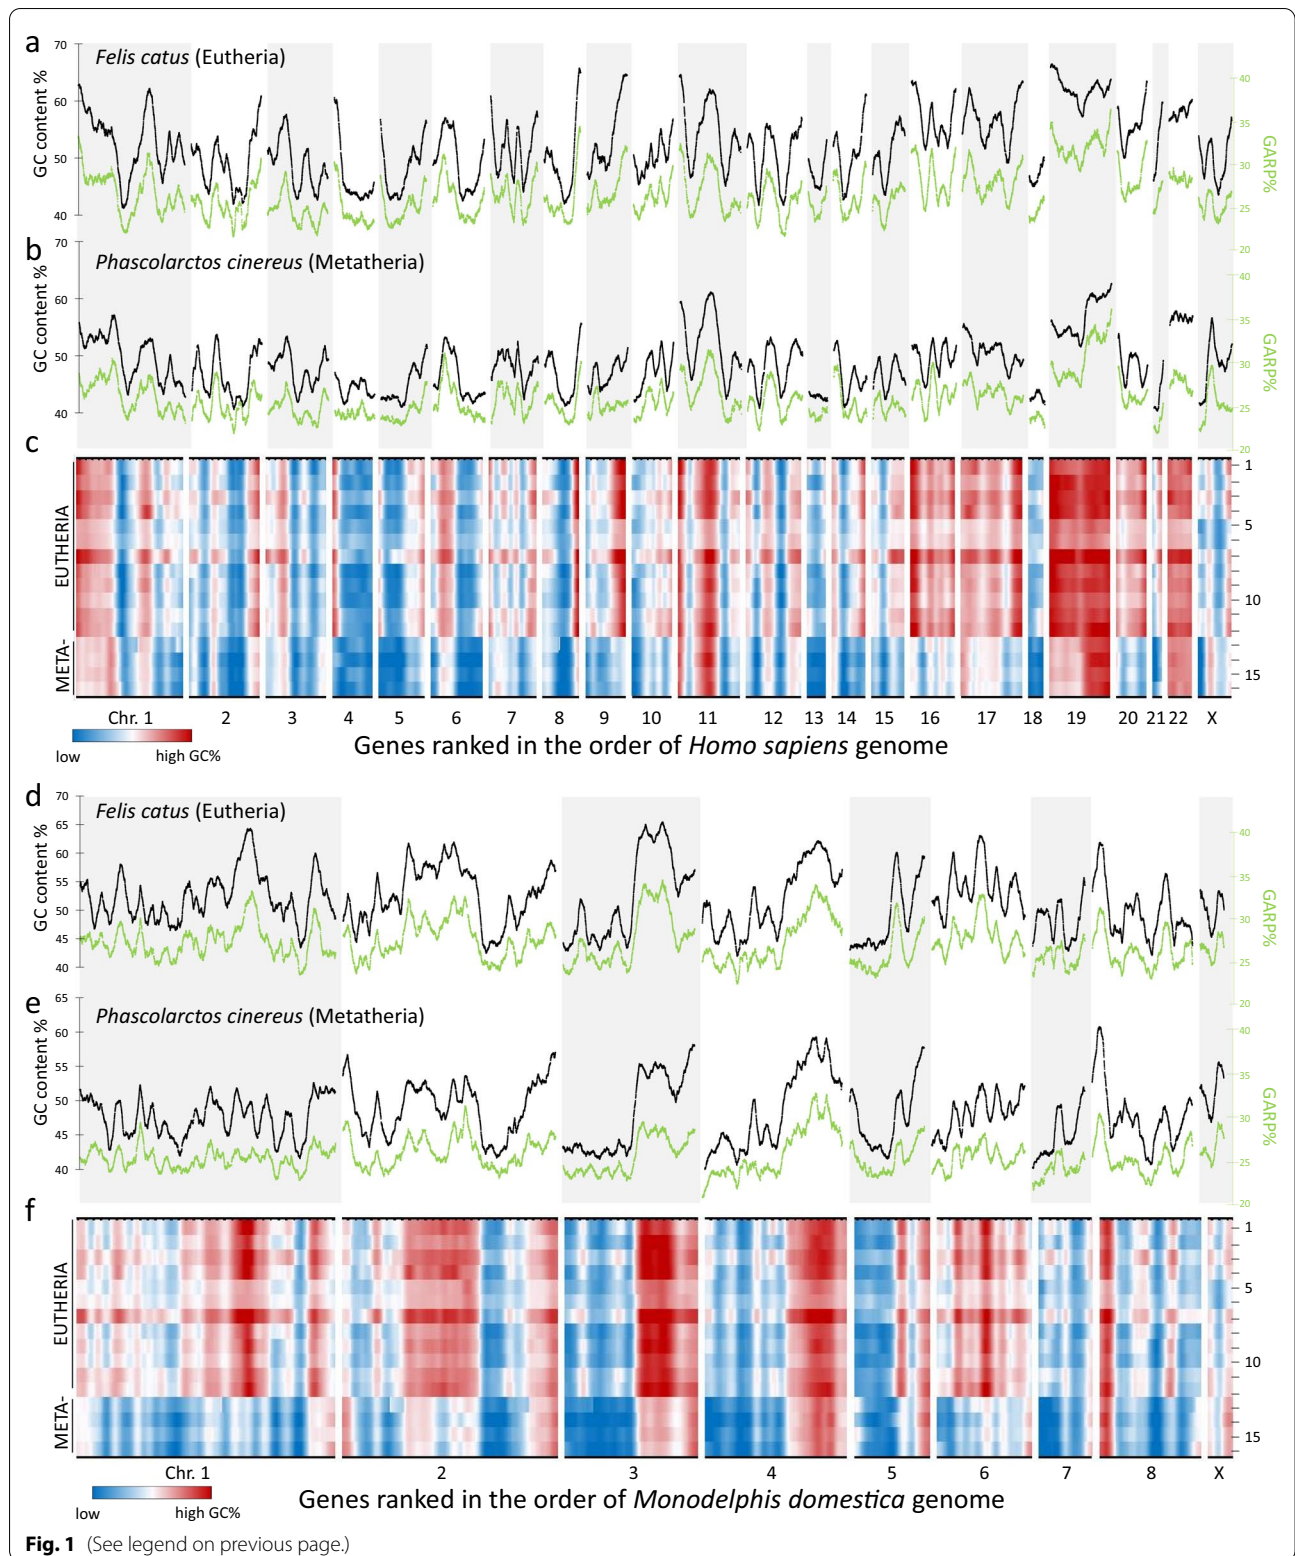 a
Felis catus (Eutheria)
GC content %
70
60
50
40
40
35
30
25
20
GARP%
b
Phascolarctos cinereus (Metatheria)
GC content %
70
60
50
40
40
35
30
25
20
GARP%
c
EUTHERIA
META-
1
5
10
15
Chr. 1 2 3 4 5 6 7 8 9 10 11 12 13 14 15 16 17 18 19 20 21 22 X
low high GC%
Genes ranked in the order of Homo sapiens genome
d
Felis catus (Eutheria)
GC content %
70
65
60
55
50
45
40
40
35
30
25
20
GARP%
e
Phascolarctos cinereus (Metatheria)
GC content %
65
60
55
50
45
40
40
35
30
25
20
GARP%
f
EUTHERIA
META-
1
5
10
15
Chr. 1 2 3 4 5 6 7 8 X
low high GC%
Genes ranked in the order of Monodelphis domestica genome
Fig. 1 (See legend on previous page.)